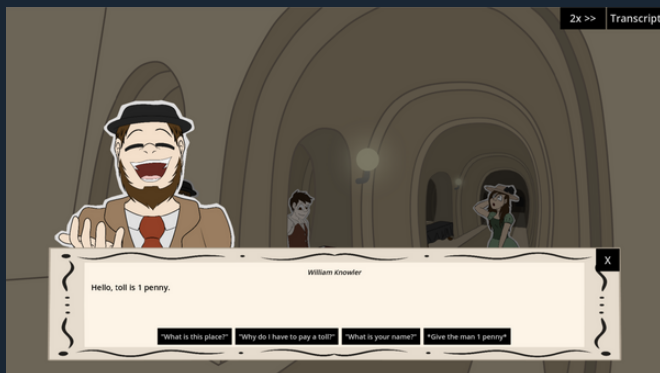 2x >> Transcript
X
William Knowler
Hello, toll is 1 penny.
"What is this place?" "Why do I have to pay a toll?" "What is your name?" *Give the man 1 penny*